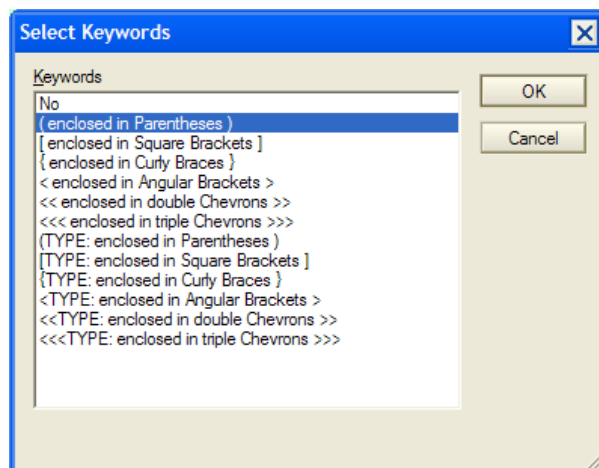 Select Keywords
Keywords
No
( enclosed in Parentheses )
[ enclosed in Square Brackets ]
{ enclosed in Curly Braces }
< enclosed in Angular Brackets >
<< enclosed in double Chevrons >>
<<< enclosed in triple Chevrons >>>
(TYPE: enclosed in Parentheses )
[TYPE: enclosed in Square Brackets ]
{TYPE: enclosed in Curly Braces }
<TYPE: enclosed in Angular Brackets >
<<TYPE: enclosed in double Chevrons >>
<<<TYPE: enclosed in triple Chevrons >>>
OK
Cancel